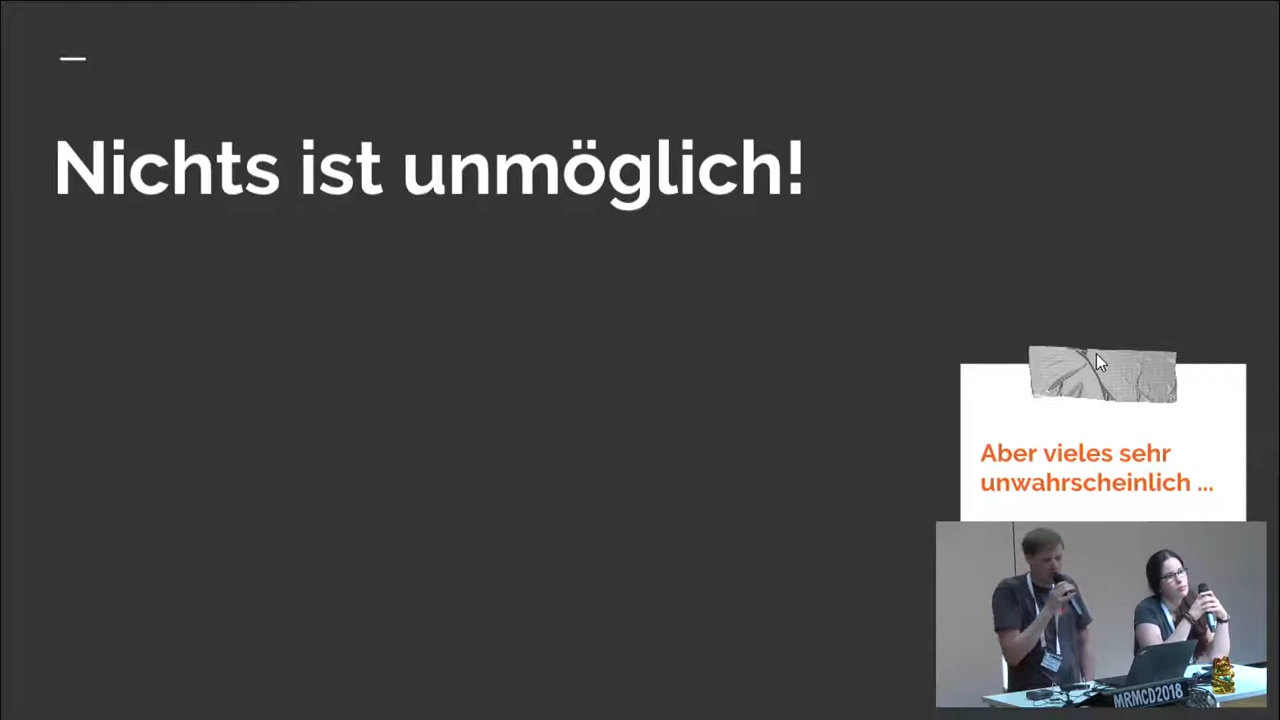 Nichts ist unmöglich!
Aber vieles sehr
unwahrscheinlich ...
MRMCD2018